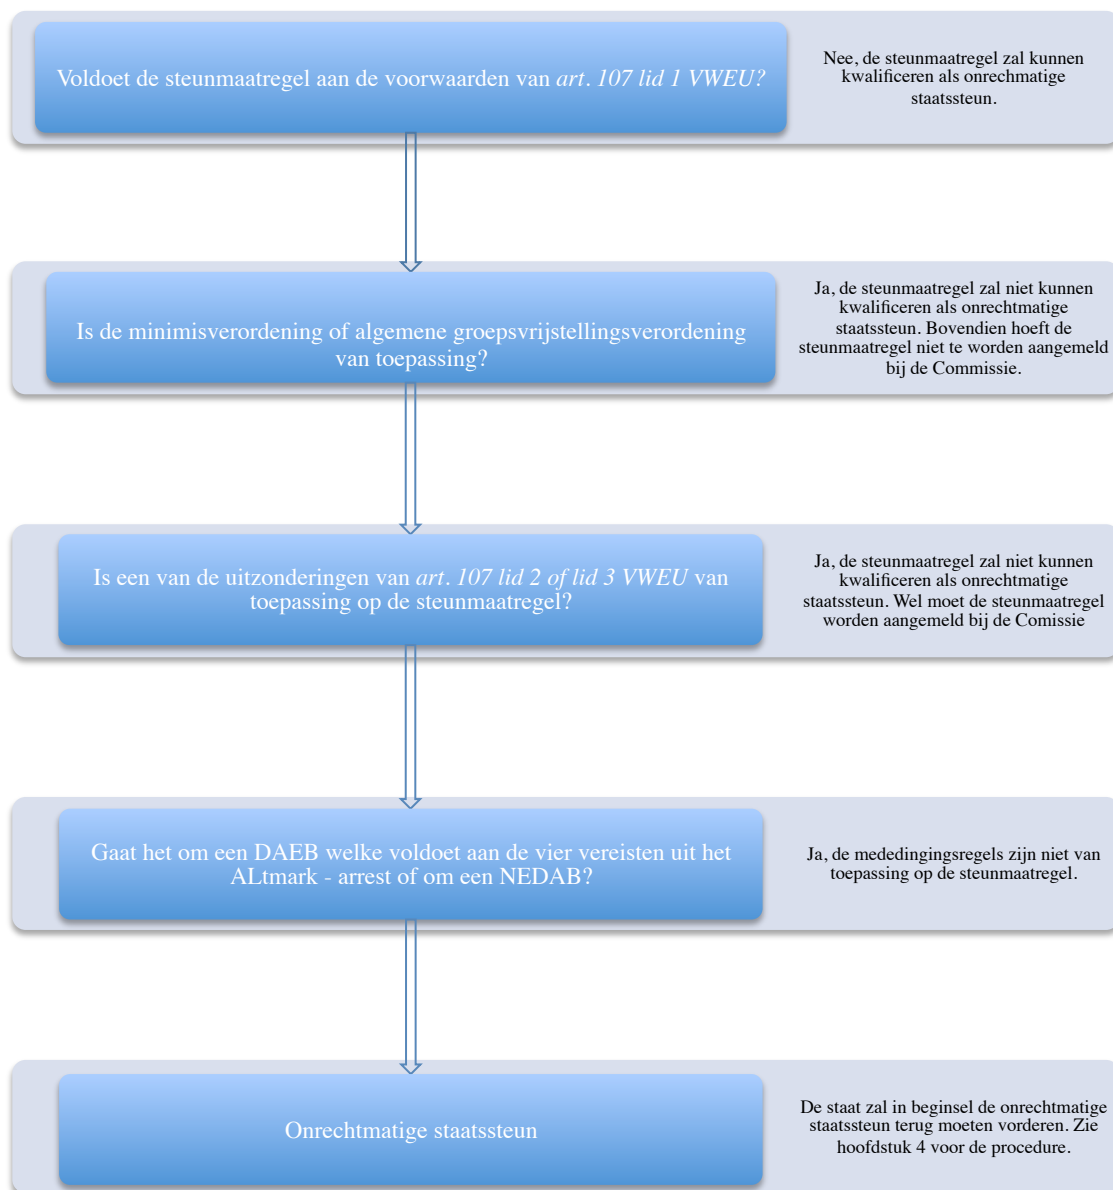 Voldoet de steunmaatregel aan de voorwaarden van art. 107 lid 1 VWEU?
Nee, de steunmaatregel zal kunnen
kwalificeren als onrechmatige
staatssteun.
Is de minimisverordening of algemene groepsvrijstellingsverordening
van toepassing?
Ja, de steunmaatregel zal niet kunnen
kwalificeren als onrechtmatige
staatssteun. Bovendien hoeft de
steunmaatregel niet te worden aangemeld
bij de Commissie.
Is een van de uitzonderingen van art. 107 lid 2 of lid 3 VWEU van
toepassing op de steunmaatregel?
Ja, de steunmaatregel zal niet kunnen
kwalificeren als onrechtmatige
staatssteun. Wel moet de steunmaatregel
worden aangemeld bij de Comissie
Gaat het om een DAEB welke voldoet aan de vier vereisten uit het
ALtmark - arrest of om een NEDAB?
Ja, de mededingingsregels zijn niet van
toepassing op de steunmaatregel.
Onrechtmatige staatssteun
De staat zal in beginsel de onrechtmatige
staatssteun terug moeten vorderen. Zie
hoofdstuk 4 voor de procedure.